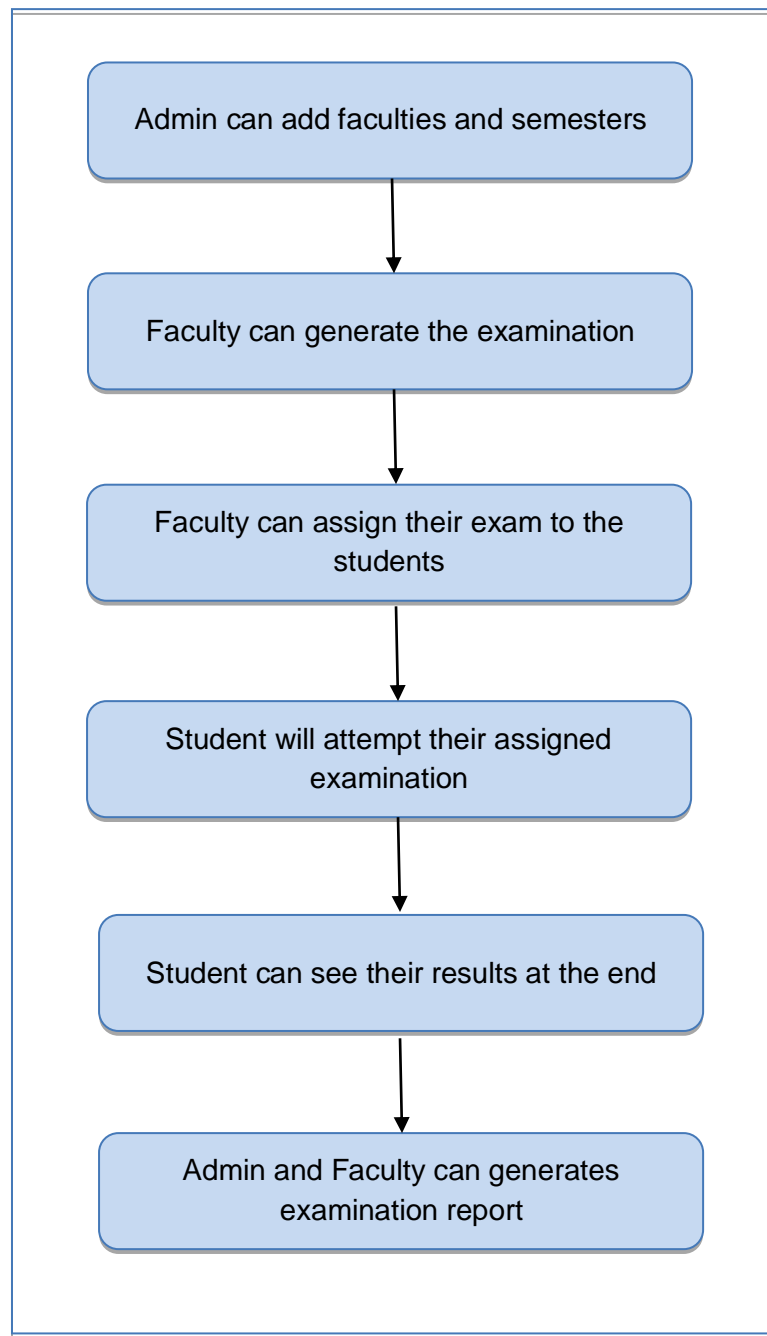 Admin can add faculties and semesters
Faculty can generate the examination
Faculty can assign their exam to the
students
Student will attempt their assigned
examination
Student can see their results at the end
Admin and Faculty can generates
examination report